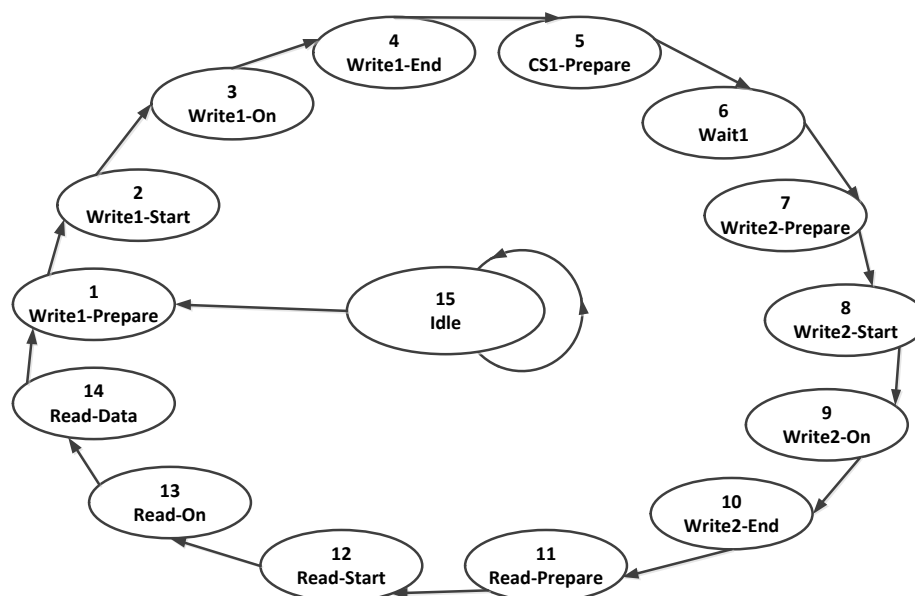 4
Write1-End
5
CS1-Prepare
3
Write1-On
6
Wait1
2
Write1-Start
7
Write2-Prepare
1
Write1-Prepare
15
Idle
8
Write2-Start
14
Read-Data
9
Write2-On
13
Read-On
10
Write2-End
12
Read-Start
11
Read-Prepare